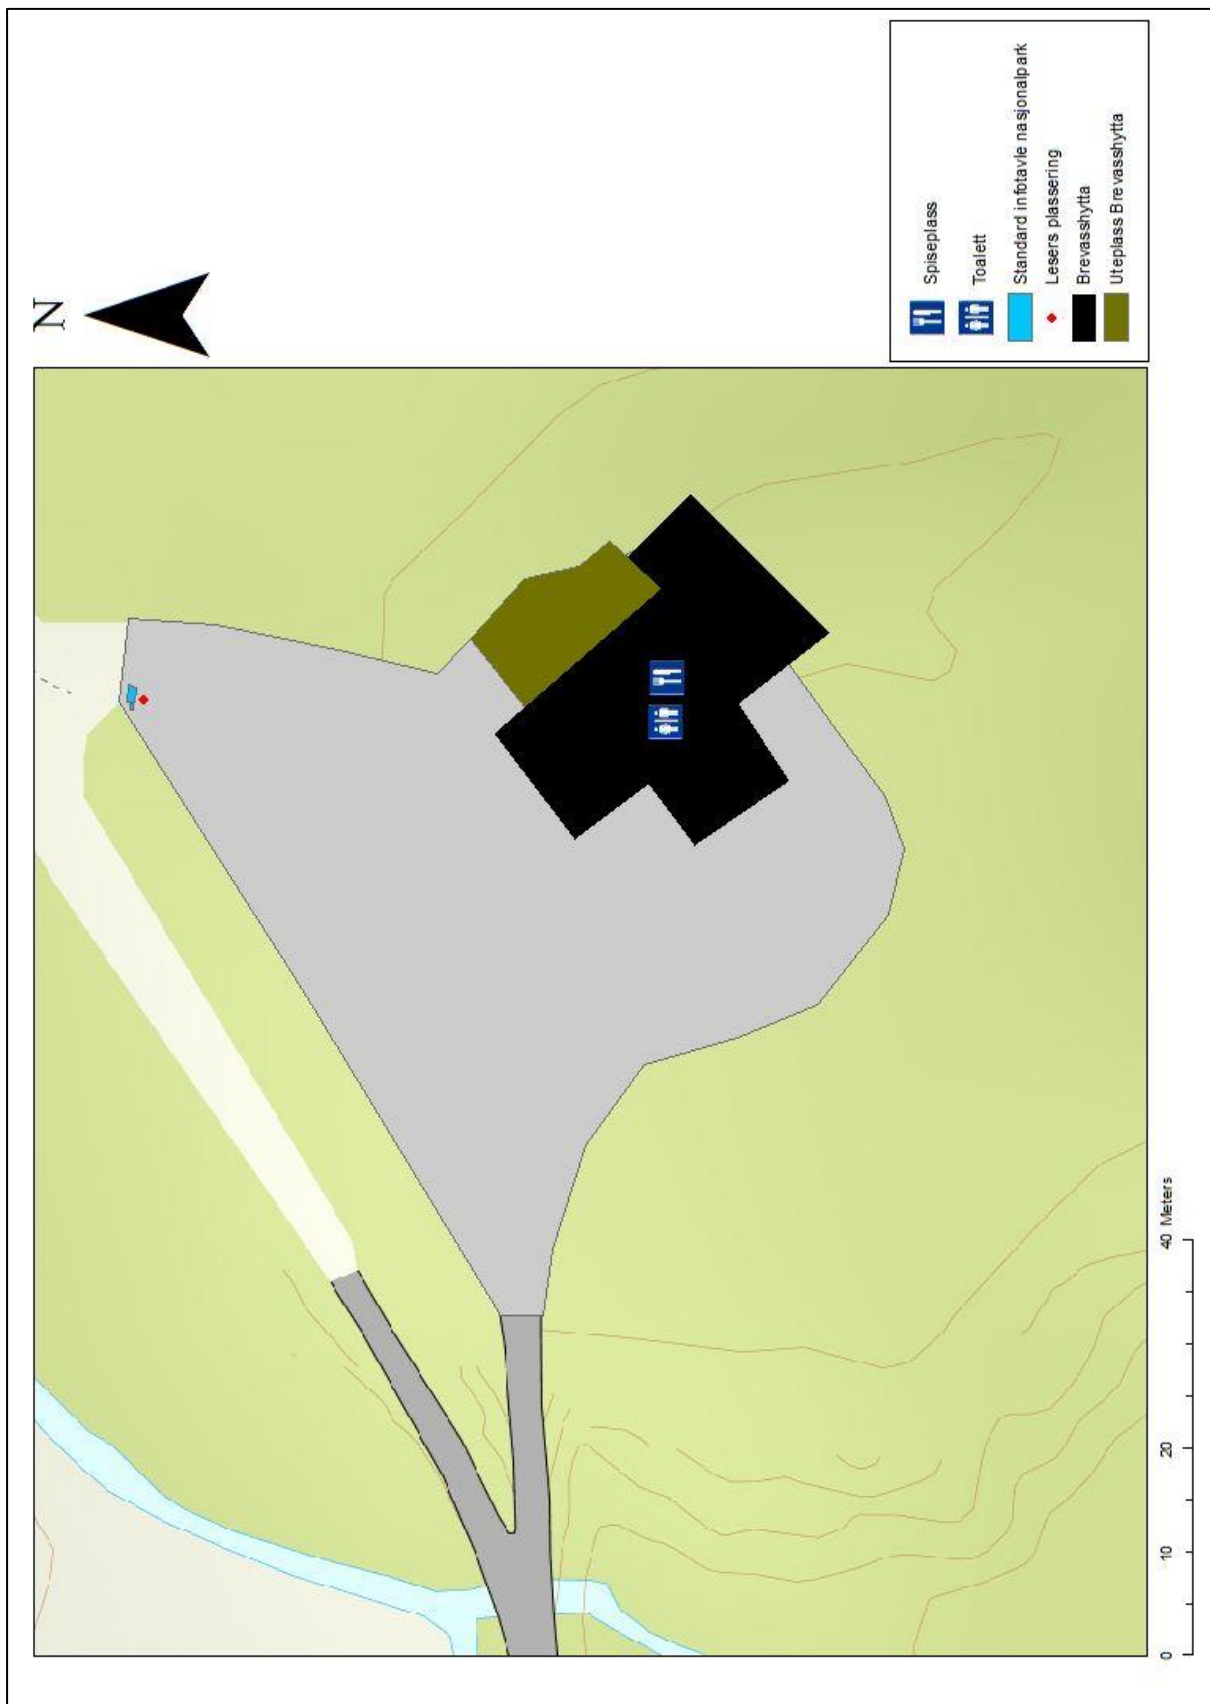 N
Spiseplass
Toalett
Standard infotavle nasjonalpark
Lesers plassering
Brevasshytta
Uteplass Brevasshytta
0 10 20 40 Meters